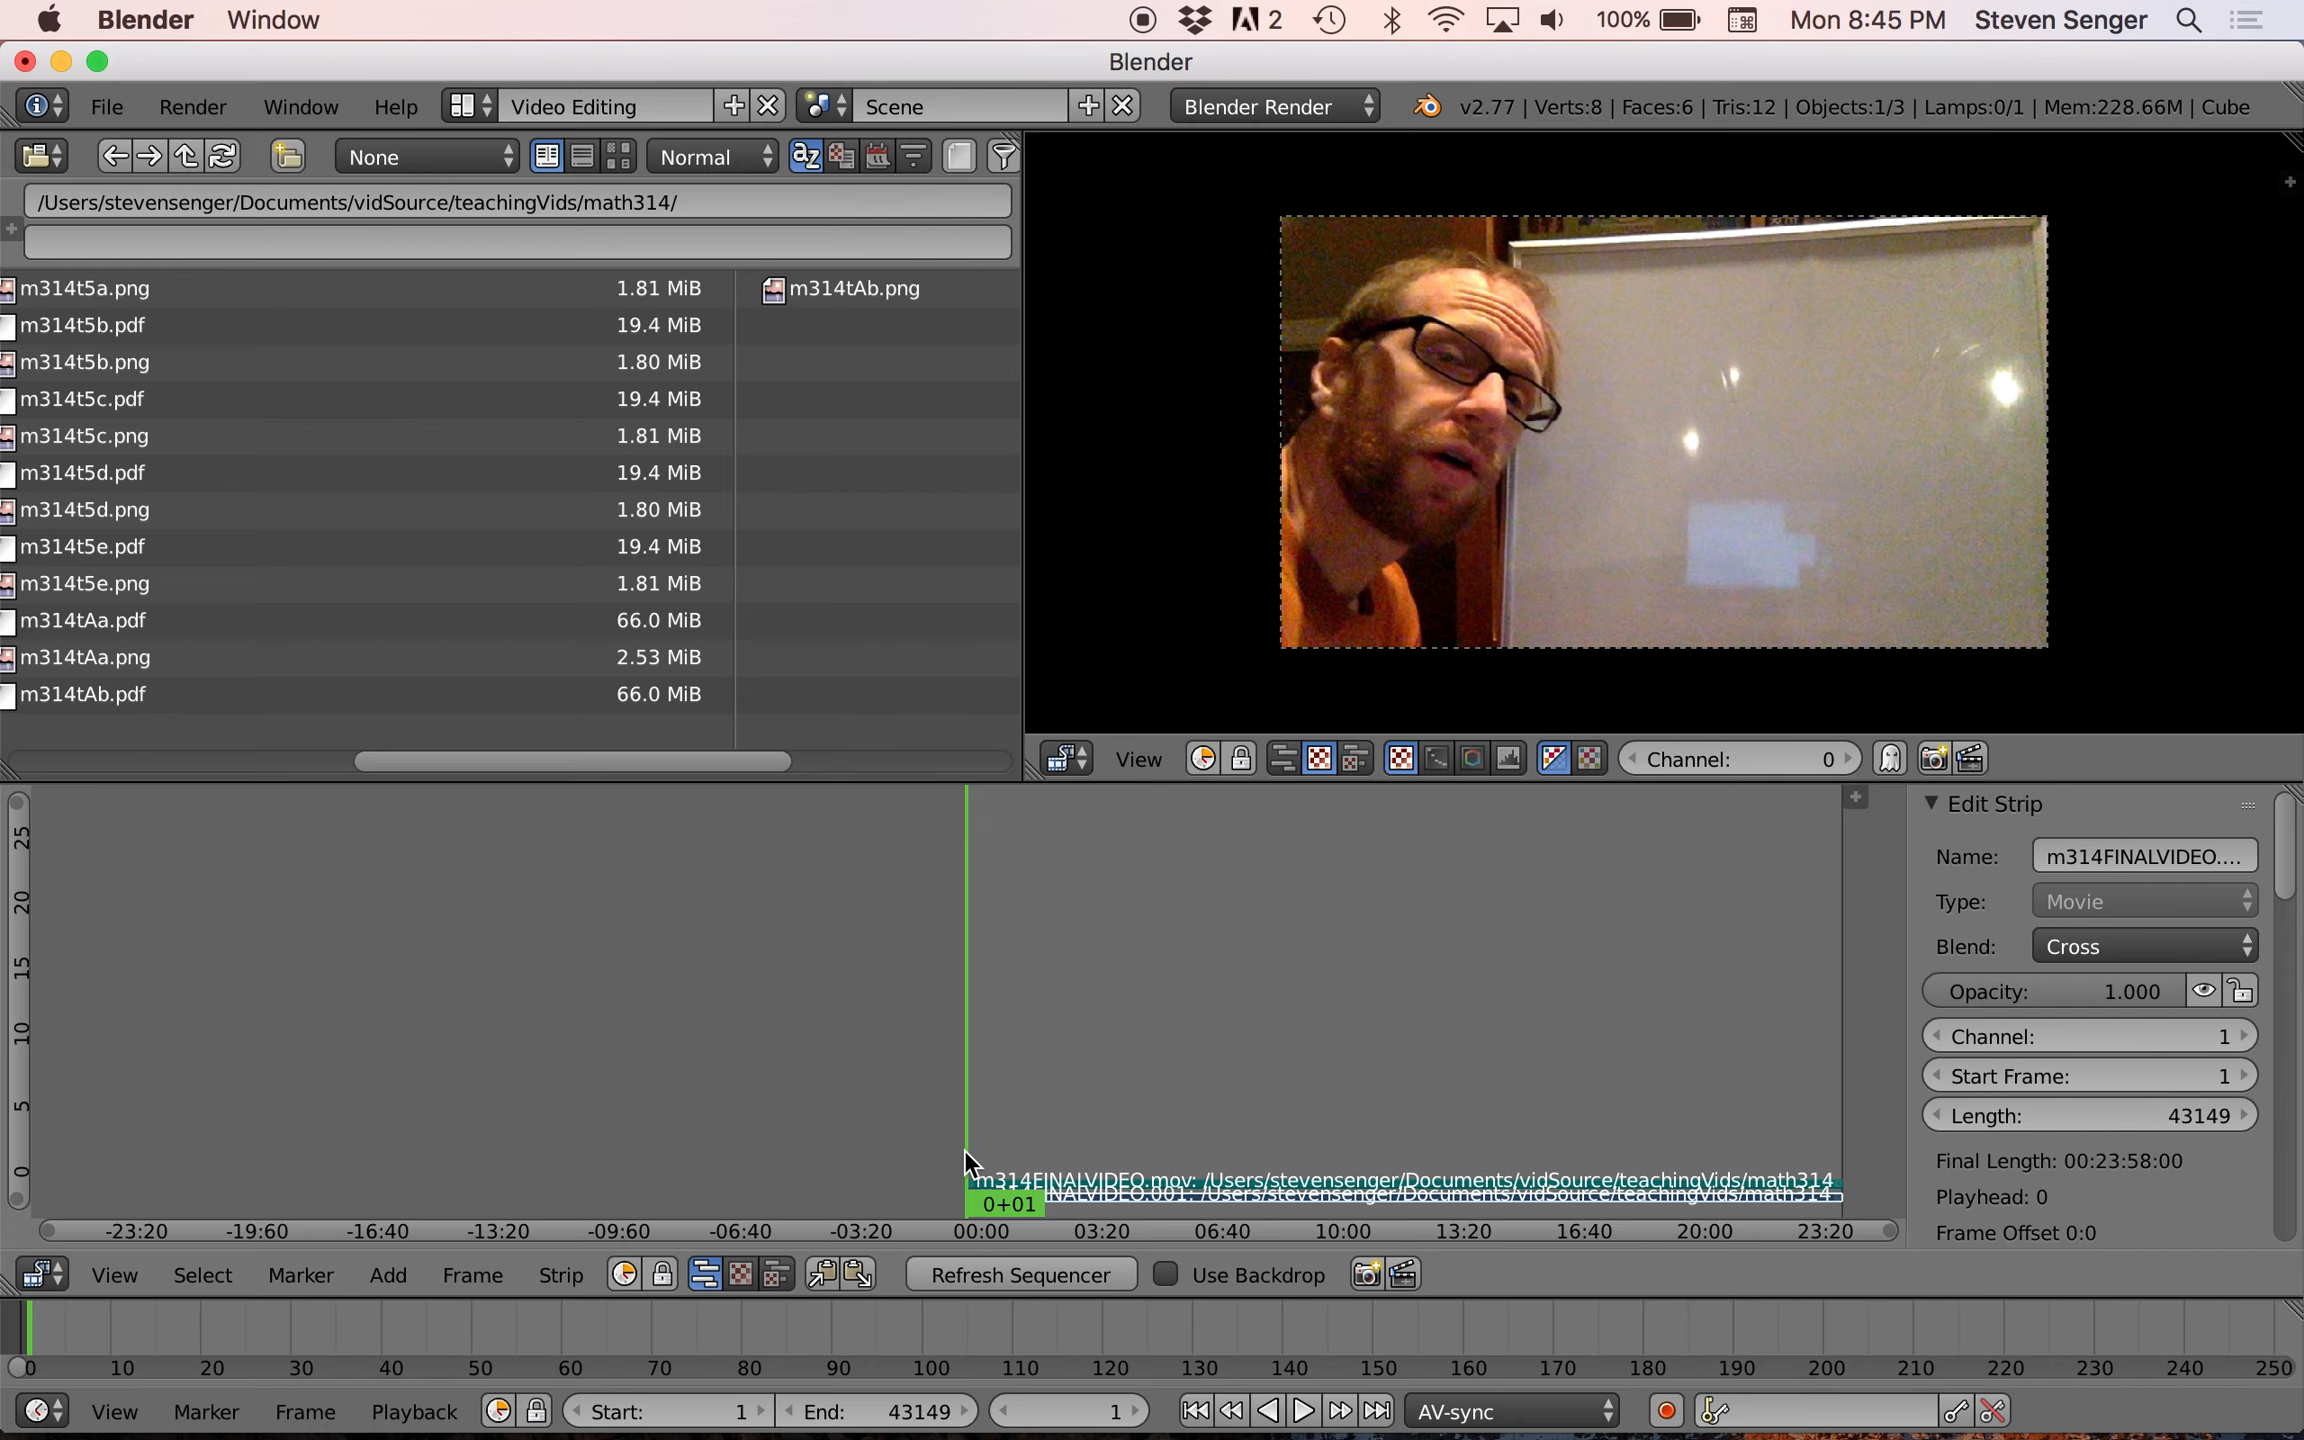 Blender Window 2 100% Mon 8:45 PM Steven Senger
Blender
File Render Window Help Video Editing Scene Blender Render v2.77 | Verts:8 | Faces:6 | Tris:12 | Objects:1/3 | Lamps:0/1 | Mem:228.66M | Cube
None Normal
/Users/stevensenger/Documents/vidSource/teachingVids/math314/
m314t5a.png 1.81 MiB m314tAb.png
m314t5b.pdf 19.4 MiB
m314t5b.png 1.80 MiB
m314t5c.pdf 19.4 MiB
m314t5c.png 1.81 MiB
m314t5d.pdf 19.4 MiB
m314t5d.png 1.80 MiB
m314t5e.pdf 19.4 MiB
m314t5e.png 1.81 MiB
m314tAa.pdf 66.0 MiB
m314tAa.png 2.53 MiB
m314tAb.pdf 66.0 MiB
View Channel: 0
25
20
15
10
5
0
m314FINALVIDEO.mov: /Users/stevensenger/Documents/vidSource/teachingVids/math314
INALVIDEO.001: /Users/stevensenger/Documents/vidSource/teachingVids/math314
0+01
-23:20 -19:60 -16:40 -13:20 -09:60 -06:40 -03:20 00:00 03:20 06:40 10:00 13:20 16:40 20:00 23:20
Edit Strip
Name: m314FINALVIDEO....
Type: Movie
Blend: Cross
Opacity: 1.000
Channel: 1
Start Frame: 1
Length: 43149
Final Length: 00:23:58:00
Playhead: 0
Frame Offset 0:0
View Select Marker Add Frame Strip Refresh Sequencer Use Backdrop
0 10 20 30 40 50 60 70 80 90 100 110 120 130 140 150 160 170 180 190 200 210 220 230 240 250
View Marker Frame Playback Start: 1 End: 43149 1 AV-sync